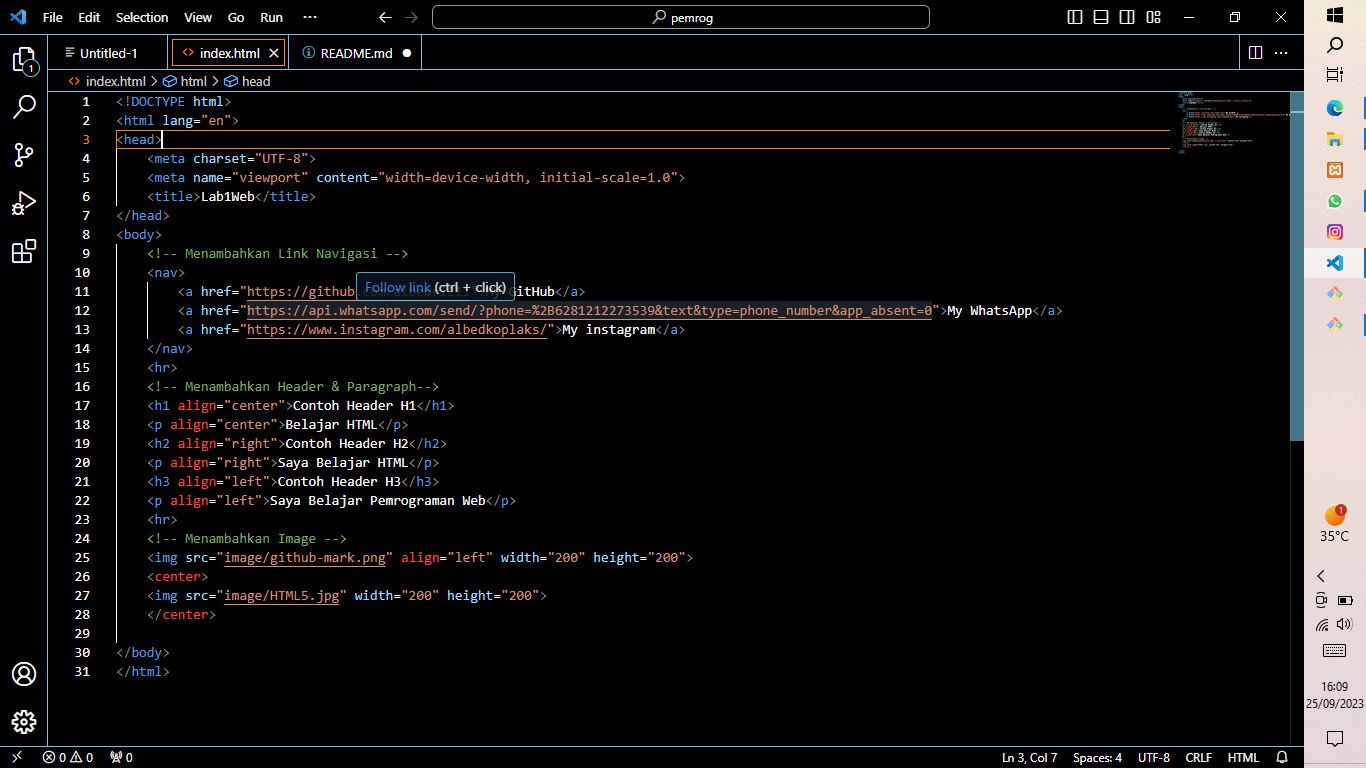 File Edit Selection View Go Run ··· pemrog
Untitled-1 index.html README.md
index.html > html > head
1 <!DOCTYPE html>
2 <html lang="en">
3 <head>
4 <meta charset="UTF-8">
5 <meta name="viewport" content="width=device-width, initial-scale=1.0">
6 <title>Lab1Web</title>
7 </head>
8 <body>
9 <!-- Menambahkan Link Navigasi -->
10 <nav>
Follow link (ctrl + click)
11 <a href="https://github GitHub</a>
12 <a href="https://api.whatsapp.com/send/?phone=%2B6281212273539&text&type=phone_number&app_absent=0">My WhatsApp</a>
13 <a href="https://www.instagram.com/albedkoplaks/">My instagram</a>
14 </nav>
15 <hr>
16 <!-- Menambahkan Header & Paragraph-->
17 <h1 align="center">Contoh Header H1</h1>
18 <p align="center">Belajar HTML</p>
19 <h2 align="right">Contoh Header H2</h2>
20 <p align="right">Saya Belajar HTML</p>
21 <h3 align="left">Contoh Header H3</h3>
22 <p align="left">Saya Belajar Pemrograman Web</p>
23 <hr>
24 <!-- Menambahkan Image -->
25 <img src="image/github-mark.png" align="left" width="200" height="200">
26 <center>
27 <img src="image/HTML5.jpg" width="200" height="200">
28 </center>
29
30 </body>
31 </html>
1
1
35°C
16:09
25/09/2023
0 0 0 Ln 3, Col 7 Spaces: 4 UTF-8 CRLF HTML